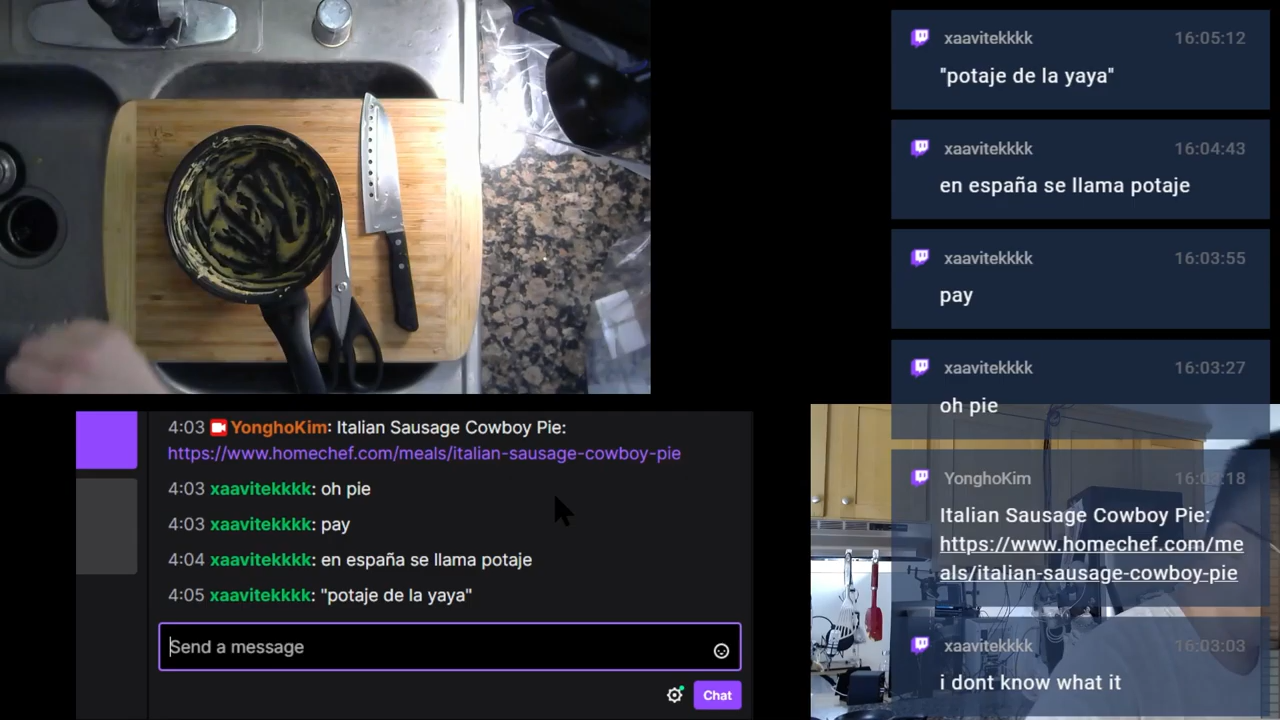 4:03 YonghoKim: Italian Sausage Cowboy Pie:
https://www.homechef.com/meals/italian-sausage-cowboy-pie
4:03 xaavitekkkk: oh pie
4:03 xaavitekkkk: pay
4:04 xaavitekkkk: en españa se llama potaje
4:05 xaavitekkkk: "potaje de la yaya"
Send a message
Chat
xaavitekkkk 16:05:12
"potaje de la yaya"
xaavitekkkk 16:04:43
en españa se llama potaje
xaavitekkkk 16:03:55
pay
xaavitekkkk 16:03:27
oh pie
YonghoKim 16:03:18
Italian Sausage Cowboy Pie:
https://www.homechef.com/me
als/italian-sausage-cowboy-pie
xaavitekkkk 16:03:03
i dont know what it